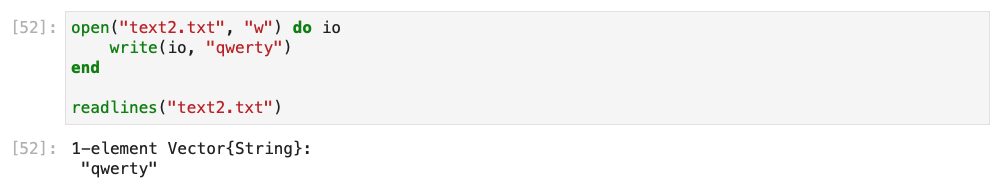 [52]: open("text2.txt", "w") do io
    write(io, "qwerty")
end
readlines("text2.txt")
[52]: 1-element Vector{String}:
 "qwerty"